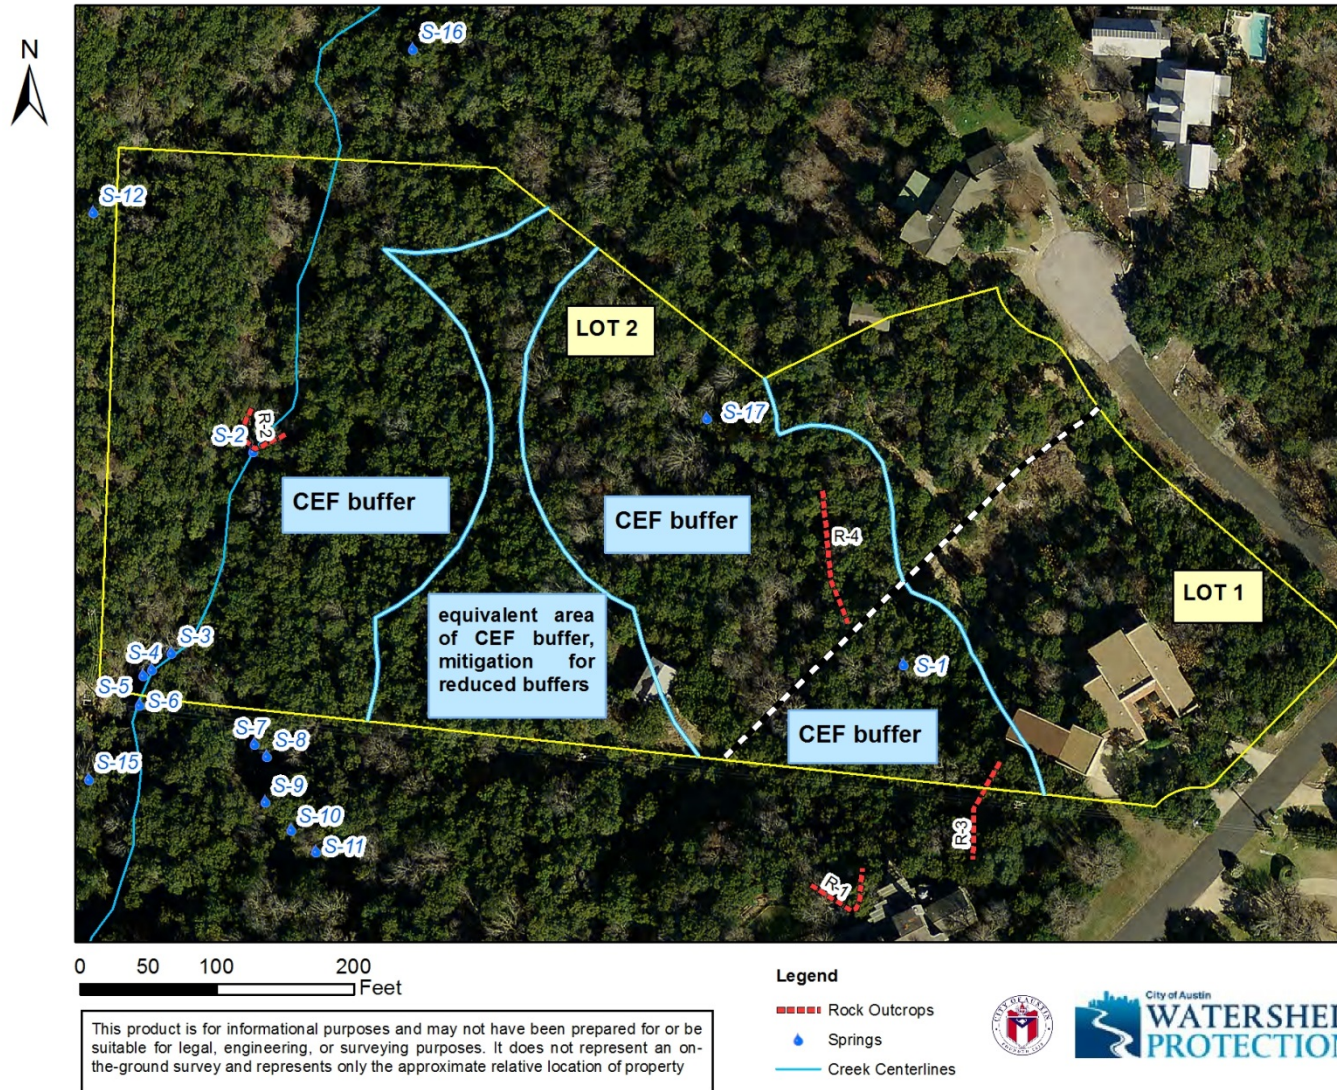 N
S-16
S-12
LOT 2
S-17
S-2
R-2
CEF buffer
CEF buffer
R-4
LOT 1
equivalent area
of CEF buffer,
mitigation for
reduced buffers
S-3
S-4
S-5
S-6
S-1
CEF buffer
S-7
S-8
S-15
S-9
S-10
S-11
R-3
R-1
0 50 100 200
Feet
Legend
Rock Outcrops
Springs
Creek Centerlines
City of Austin
WATERSHED
PROTECTION
This product is for informational purposes and may not have been prepared for or be
suitable for legal, engineering, or surveying purposes. It does not represent an on-
the-ground survey and represents only the approximate relative location of property